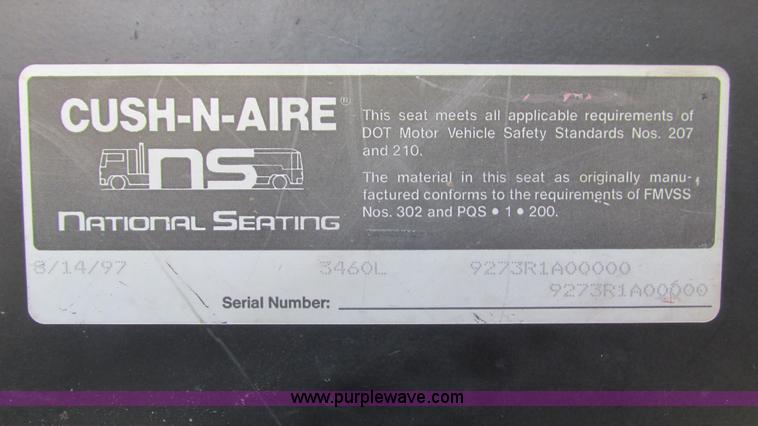 CUSH-N-AIRE®
ns
NATIONAL SEATING
This seat meets all applicable requirements of
DOT Motor Vehicle Safety Standards Nos. 207
and 210.
The material in this seat as originally manu-
factured conforms to the requirements of FMVSS
Nos. 302 and PQS • 1 • 200.
8/14/97 3460L 9273R1A00000
9273R1A00000
Serial Number:
www.purplewave.com